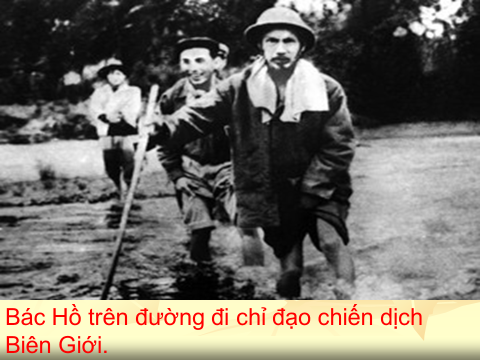 Bác Hồ trên đường đi chỉ đạo chiến dịch
Biên Giới.